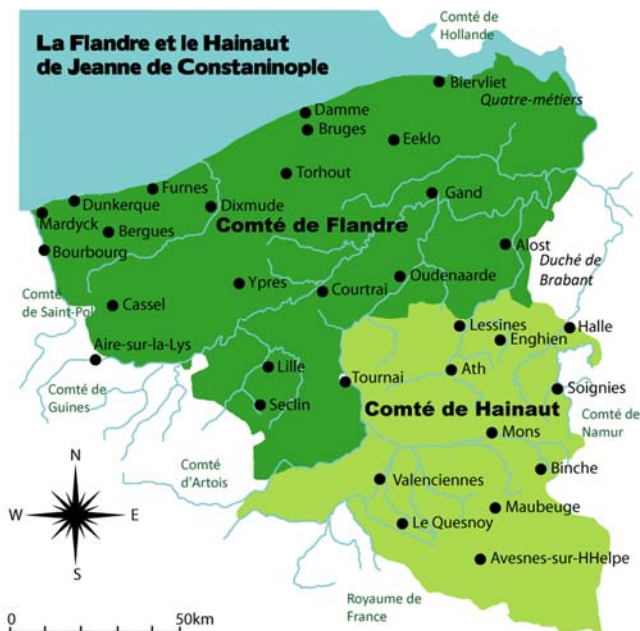 La Flandre et le Hainaut
de Jeanne de Constaninople
Comté de
Hollande
Biervliet
Quatre-métiers
Damme
Bruges
Eeklo
Torhout
Furnes
Dunkerque
Dixmude
Gand
Mardyck
Bergues
Comté de Flandre
Bourbourg
Alost
Duché de
Brabant
Ypres
Courtrai
Oudenaarde
Comté
de Saint-Pol
Cassel
Lessines
Halle
Enghien
Aire-sur-la-Lys
Lille
Ath
Tournai
Soignies
Comté de
Guines
Seclin
Comté de Hainaut
Comté de
Namur
Mons
Comté
d'Artois
Binche
Valenciennes
Maubeuge
Le Quesnoy
Avesnes-sur-HHelpe
N
W
E
S
Royaume de
France
0
50km